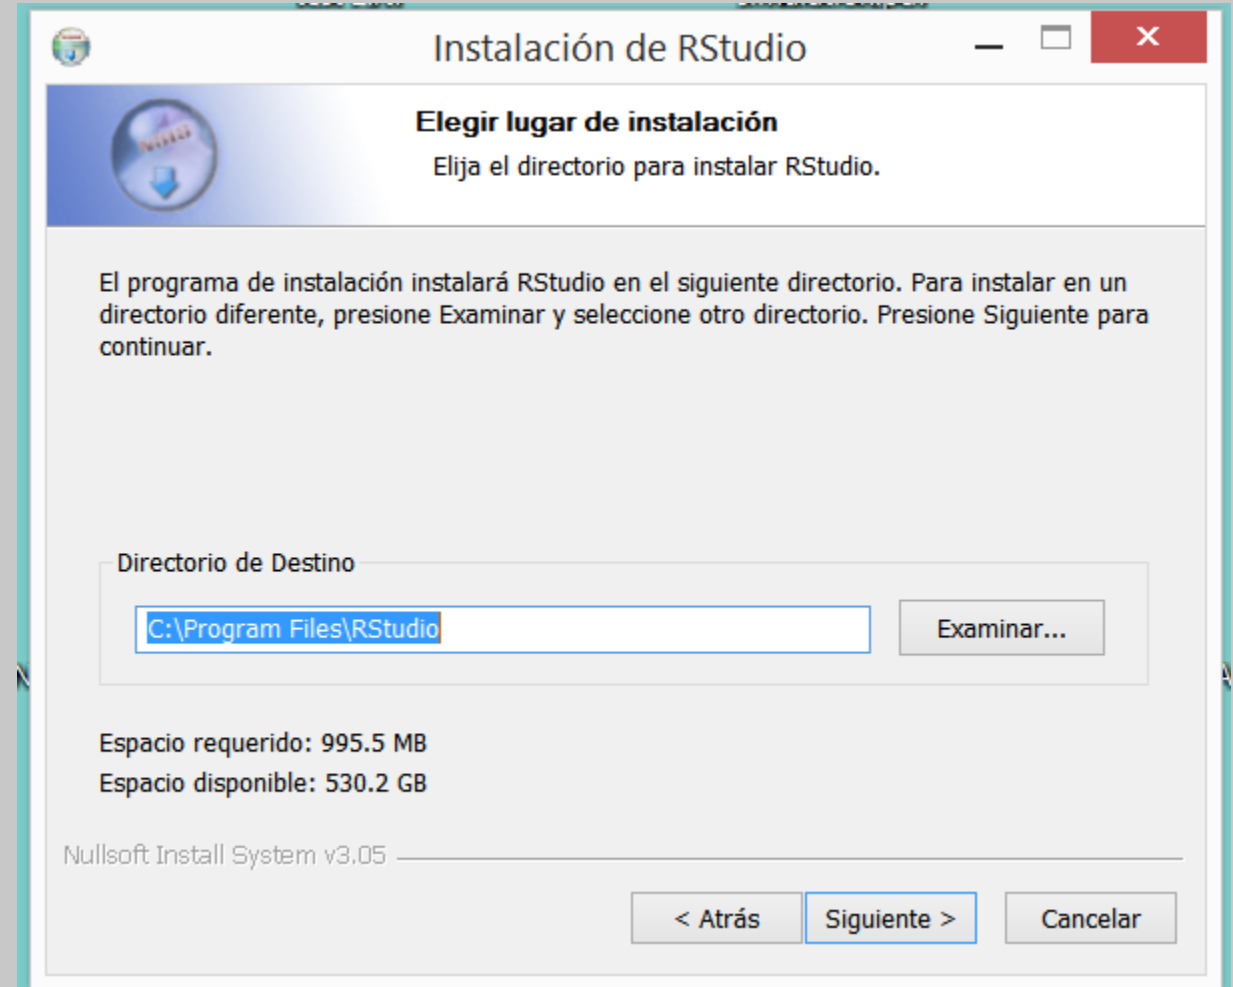 Instalación de RStudio
Elegir lugar de instalación
Elija el directorio para instalar RStudio.
El programa de instalación instalará RStudio en el siguiente directorio. Para instalar en un
directorio diferente, presione Examinar y seleccione otro directorio. Presione Siguiente para
continuar.
Directorio de Destino
C:\Program Files\RStudio
Examinar...
Espacio requerido: 995.5 MB
Espacio disponible: 530.2 GB
Nullsoft Install System v3.05
< Atrás
Siguiente >
Cancelar